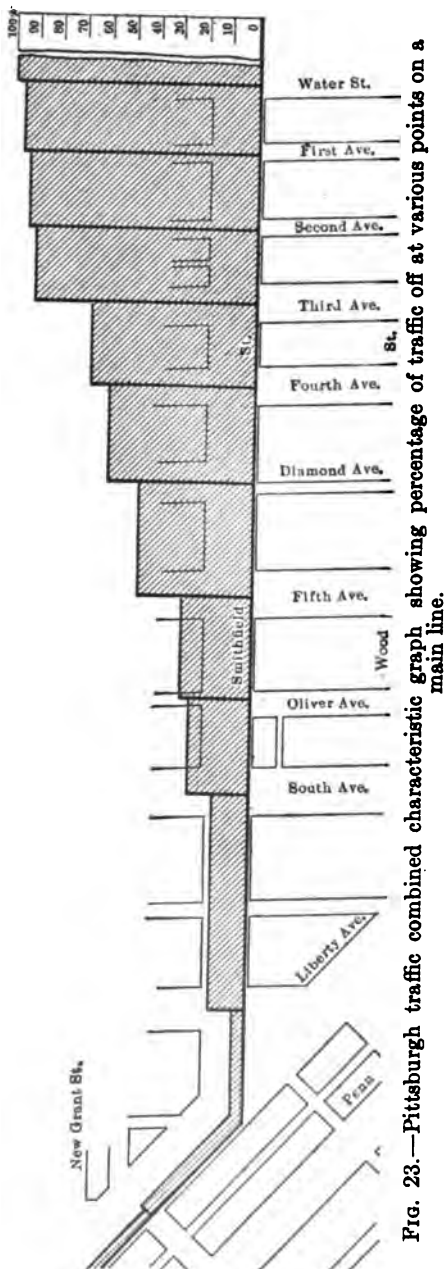 100%
90
80
70
60
50
40
30
20
10
0
Water St.
First Ave.
Second Ave.
Third Ave.
Fourth Ave.
Diamond Ave.
Fifth Ave.
Oliver Ave.
South Ave.
Liberty Ave.
Penn
New Grant St.
Smithfield St.
Wood St.
FIG. 23.—Pittsburgh traffic combined characteristic graph showing percentage of traffic off at various points on a
main line.